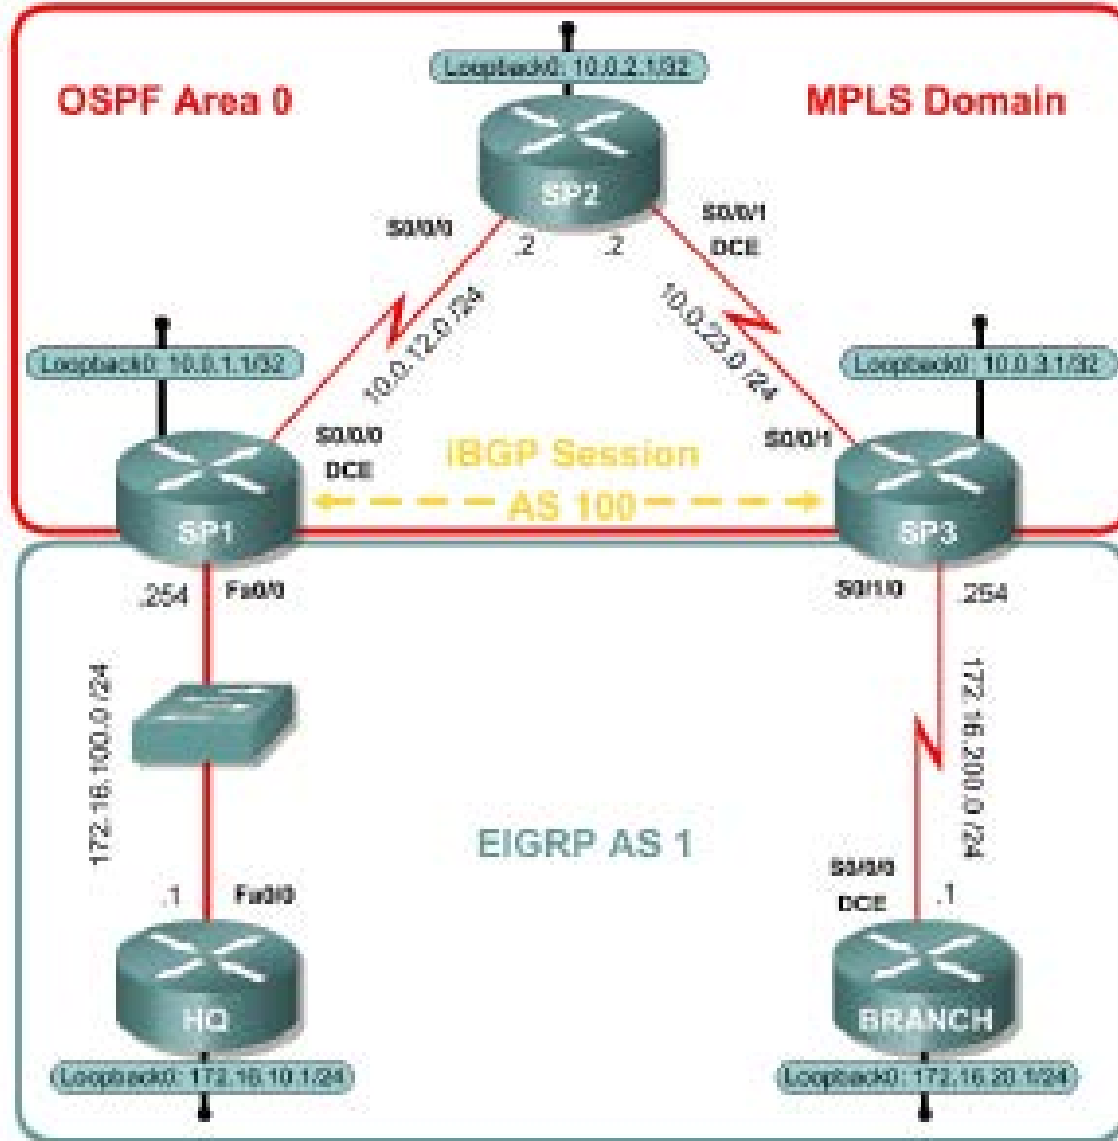 Loopback0: 10.0.2.1/32
OSPF Area 0
MPLS Domain
SP2
S0/0/0
.2
.2
S0/0/1
DCE
10.0.12.0 /24
10.0.23.0 /24
Loopback0: 10.0.1.1/32
Loopback0: 10.0.3.1/32
S0/0/0
DCE
S0/0/1
iBGP Session
AS 100
SP1
SP3
.254
Fa0/0
S0/1/0
.254
172.16.100.0 /24
172.16.200.0 /24
EIGRP AS 1
.1
Fa0/0
S0/0/0
DCE
.1
HQ
BRANCH
Loopback0: 172.16.10.1/24
Loopback0: 172.16.20.1/24